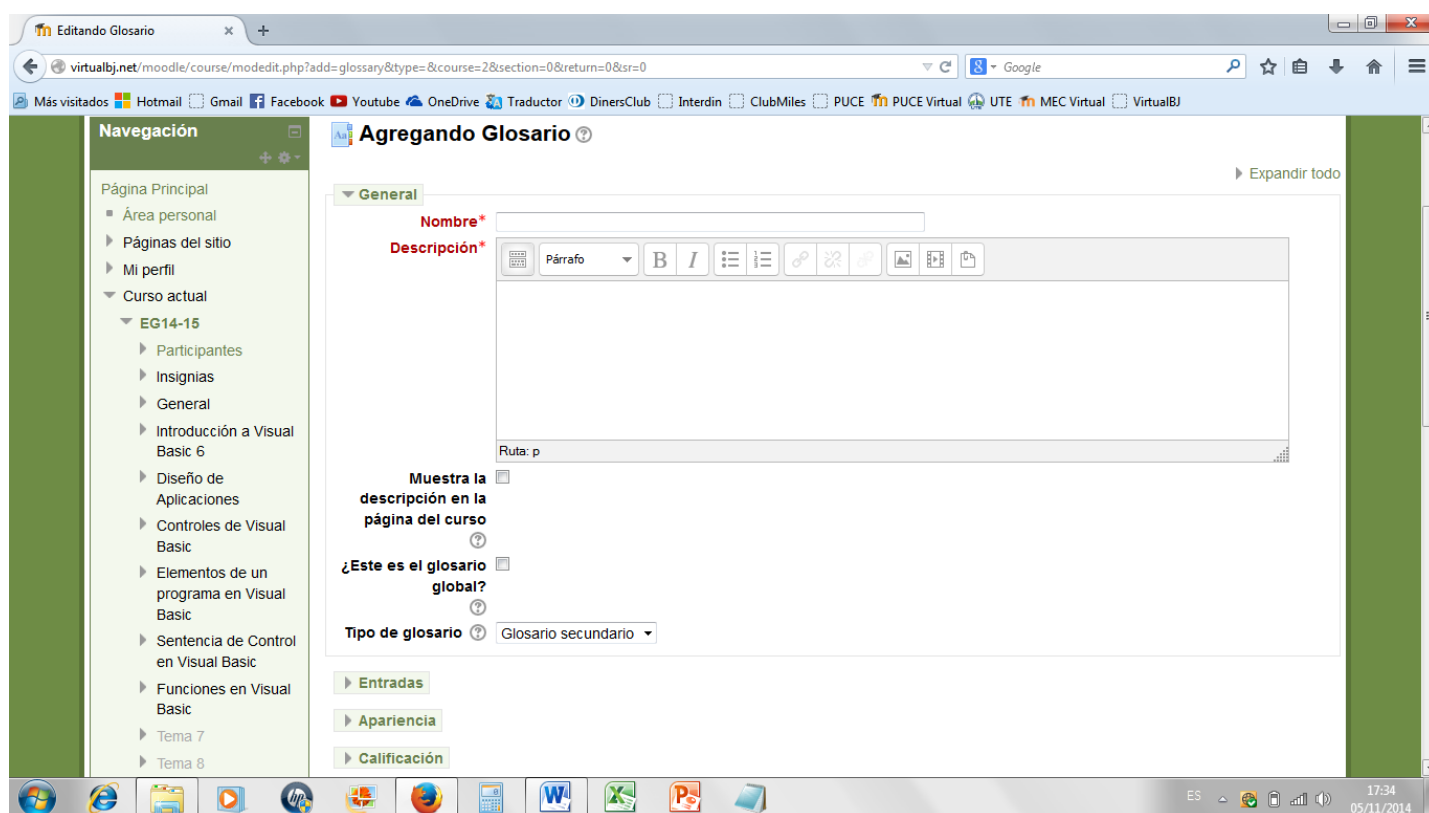 Editando Glosario
virtualbj.net/moodle/course/modedit.php?add=glossary&type=&course=2&section=0&return=0&sr=0
Google
Más visitados Hotmail Gmail Facebook Youtube OneDrive Traductor DinersClub Interdin ClubMiles PUCE PUCE Virtual UTE MEC Virtual VirtualBJ
Navegación
Página Principal
Área personal
Páginas del sitio
Mi perfil
Curso actual
EG14-15
Participantes
Insignias
General
Introducción a Visual
Basic 6
Diseño de
Aplicaciones
Controles de Visual
Basic
Elementos de un
programa en Visual
Basic
Sentencia de Control
en Visual Basic
Funciones en Visual
Basic
Tema 7
Tema 8
Agregando Glosario
Expandir todo
General
Nombre*
Descripción*
Párrafo
B I
Ruta: p
Muestra la
descripción en la
página del curso
¿Este es el glosario
global?
Tipo de glosario Glosario secundario
Entradas
Apariencia
Calificación
ES
17:34
05/11/2014